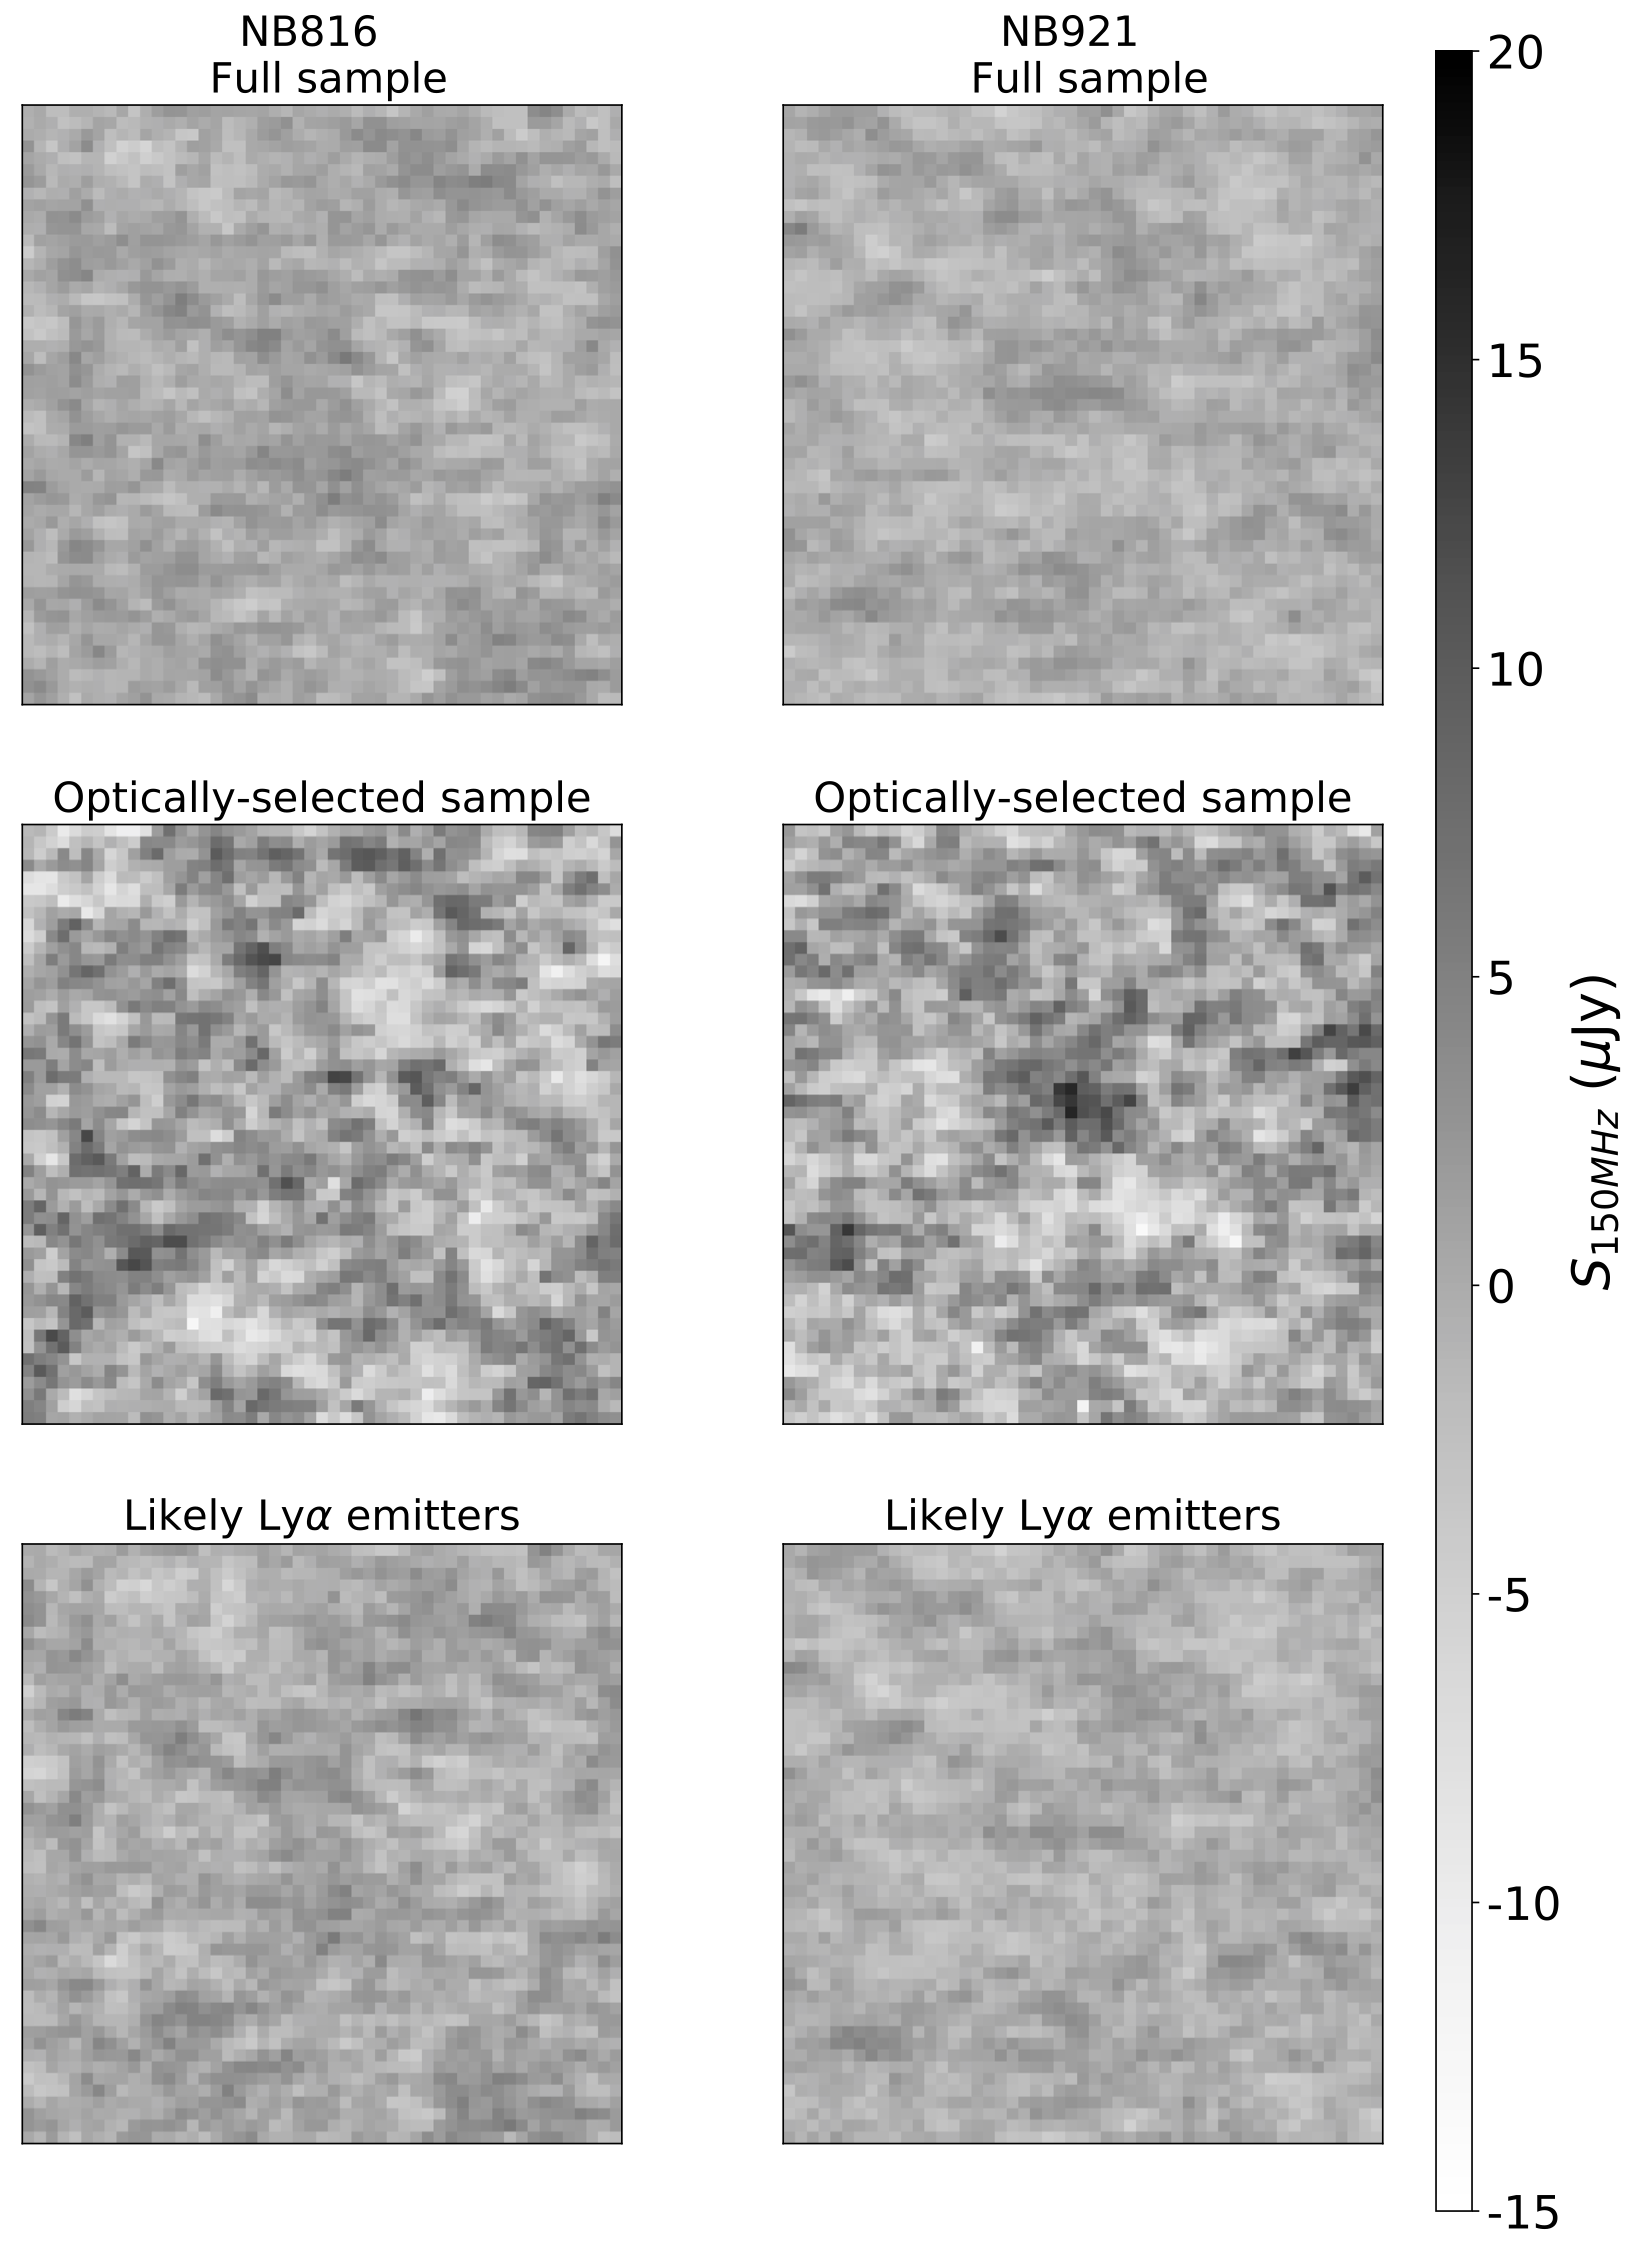 NB816
Full sample
NB921
Full sample
Optically-selected sample
Optically-selected sample
Likely Lyα emitters
Likely Lyα emitters
20
15
10
5
0
-5
-10
-15
S150MHz (μJy)